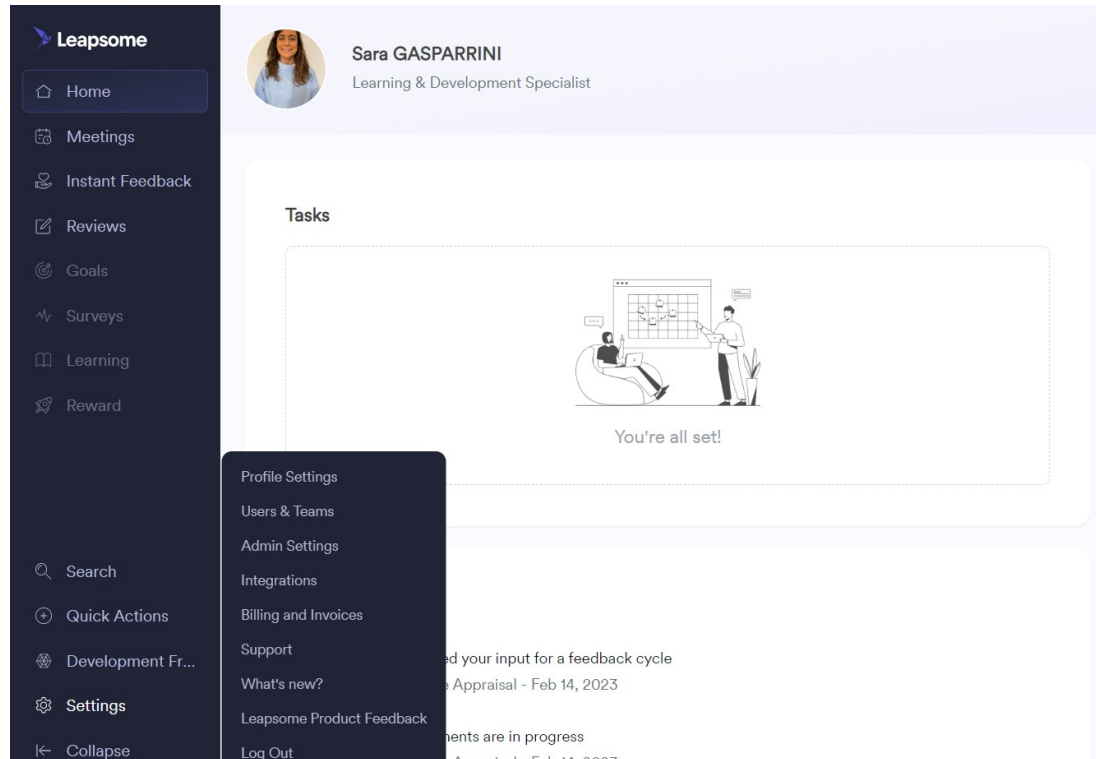 Leapsome
Home
Meetings
Instant Feedback
Reviews
Goals
Surveys
Learning
Reward
Search
Quick Actions
Development Fr...
Settings
Collapse
Profile Settings
Users & Teams
Admin Settings
Integrations
Billing and Invoices
Support
What's new?
Leapsome Product Feedback
Log Out
Sara GASPARRINI
Learning & Development Specialist
Tasks
You're all set!
your input for a feedback cycle
Appraisal - Feb 14, 2023
are in progress